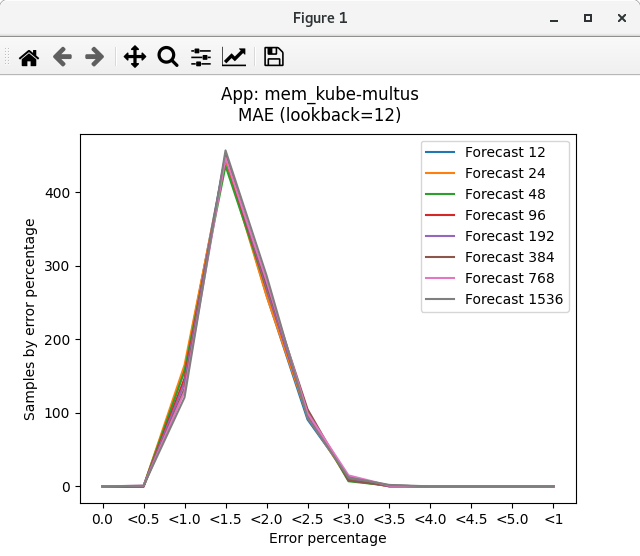 Figure 1
App: mem_kube-multus
MAE (lookback=12)
Samples by error percentage
400
300
200
100
0
Forecast 12
Forecast 24
Forecast 48
Forecast 96
Forecast 192
Forecast 384
Forecast 768
Forecast 1536
0.0 <0.5 <1.0 <1.5 <2.0 <2.5 <3.0 <3.5 <4.0 <4.5 <5.0 <1
Error percentage